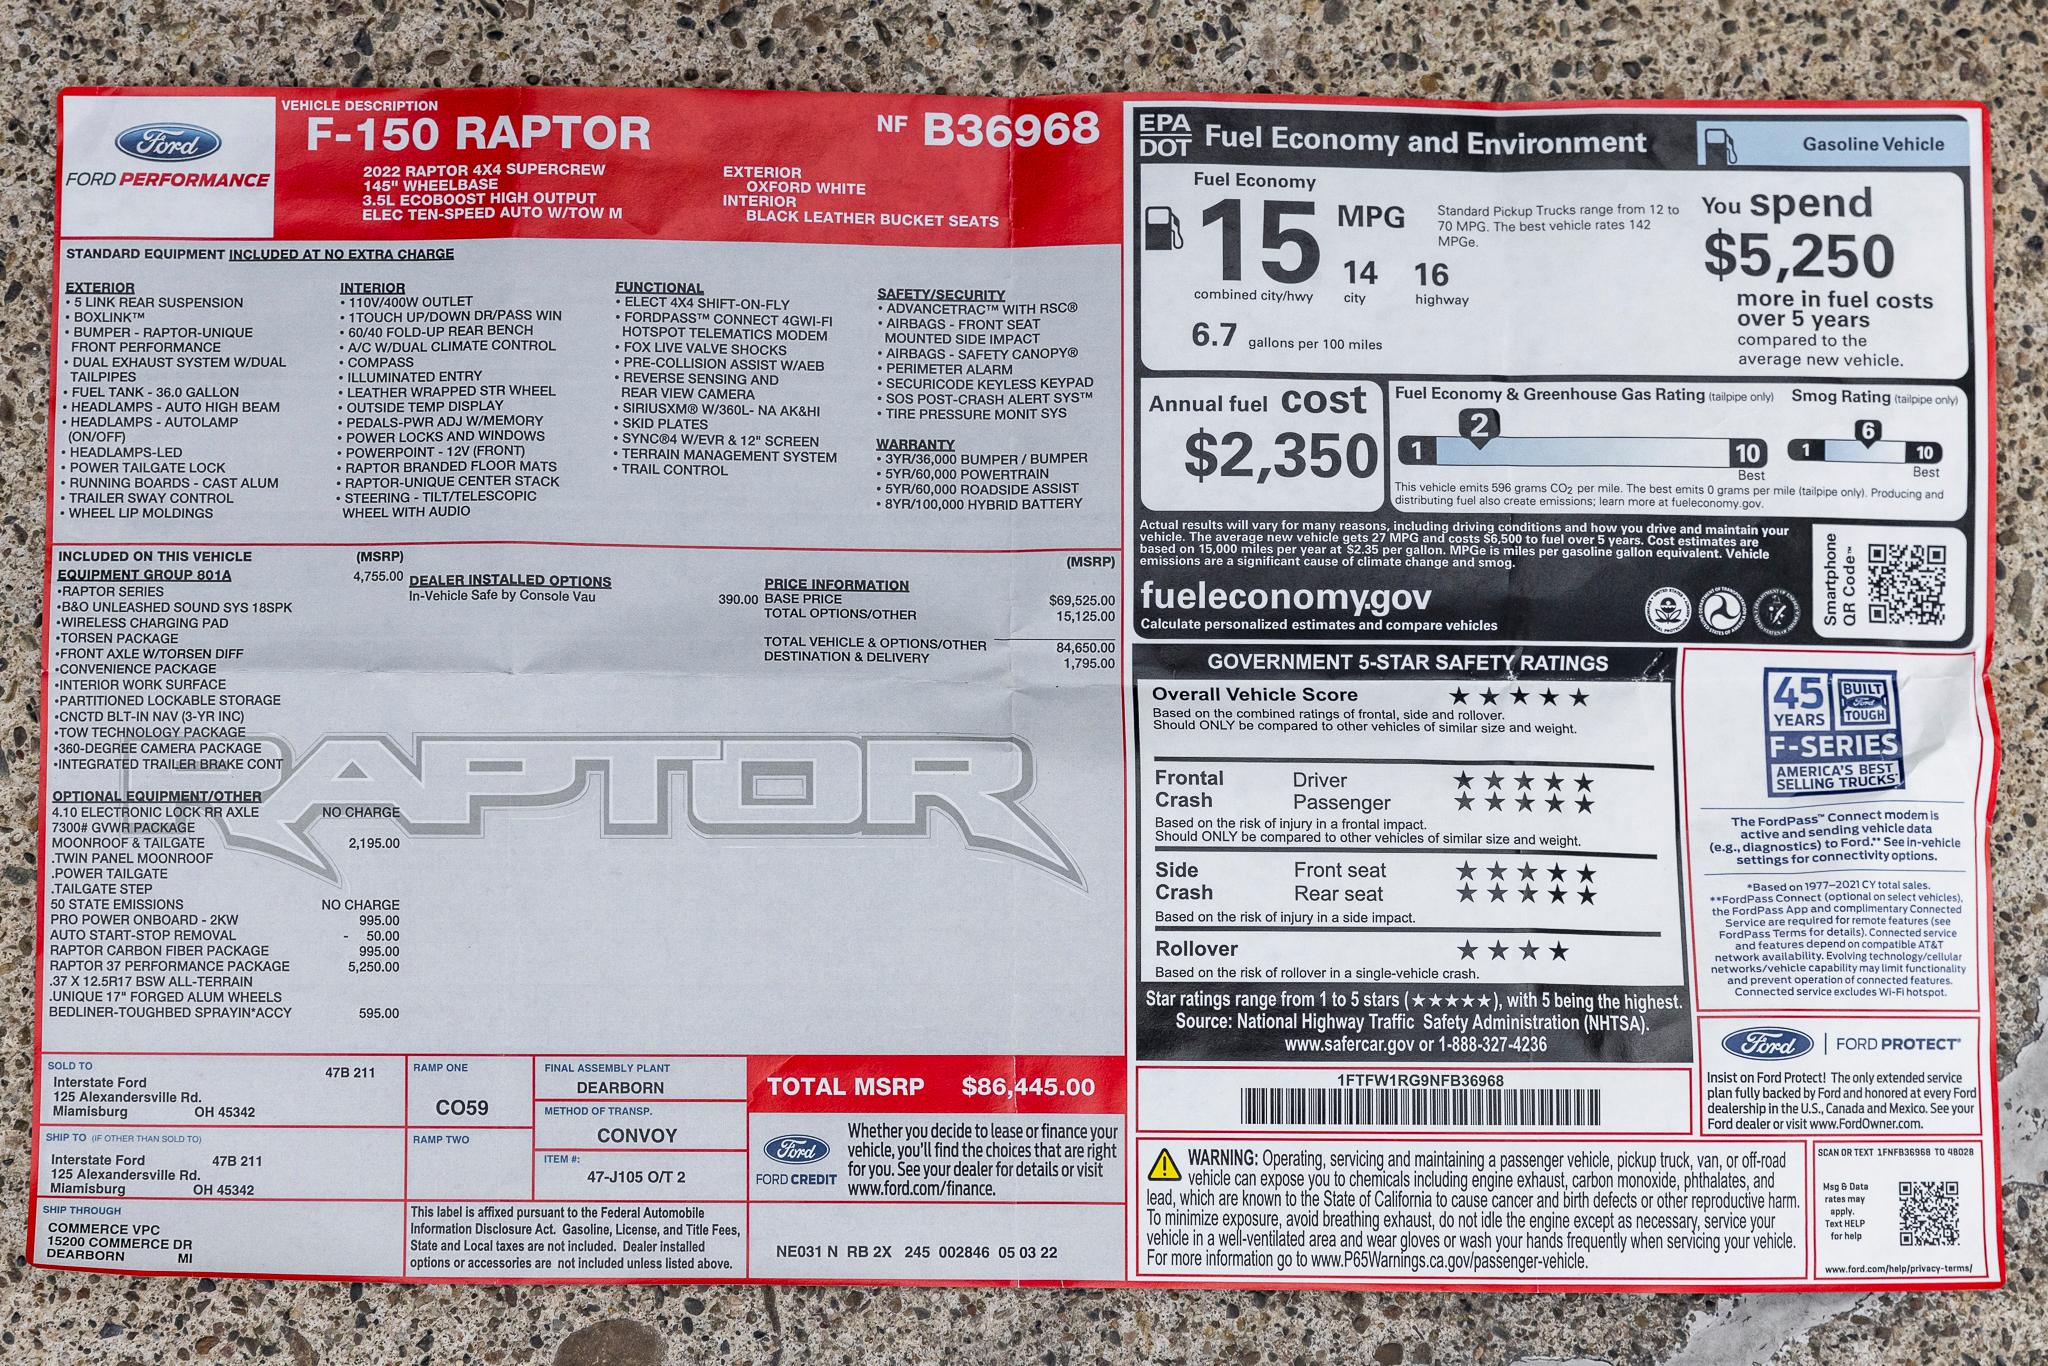 Ford
FORD PERFORMANCE
VEHICLE DESCRIPTION
F-150 RAPTOR
NF B36968
2022 RAPTOR 4X4 SUPERCREW
145" WHEELBASE
3.5L ECOBOOST HIGH OUTPUT
ELEC TEN-SPEED AUTO W/TOW M
EXTERIOR
OXFORD WHITE
INTERIOR
BLACK LEATHER BUCKET SEATS
STANDARD EQUIPMENT INCLUDED AT NO EXTRA CHARGE
EXTERIOR
• 5 LINK REAR SUSPENSION
• BOXLINK™
• BUMPER - RAPTOR-UNIQUE
FRONT PERFORMANCE
• DUAL EXHAUST SYSTEM W/DUAL
TAILPIPES
• FUEL TANK - 36.0 GALLON
• HEADLAMPS - AUTO HIGH BEAM
• HEADLAMPS - AUTOLAMP
(ON/OFF)
• HEADLAMPS-LED
• POWER TAILGATE LOCK
• RUNNING BOARDS - CAST ALUM
• TRAILER SWAY CONTROL
• WHEEL LIP MOLDINGS
INTERIOR
• 110V/400W OUTLET
• 1TOUCH UP/DOWN DR/PASS WIN
• 60/40 FOLD-UP REAR BENCH
• A/C W/DUAL CLIMATE CONTROL
• COMPASS
• ILLUMINATED ENTRY
• LEATHER WRAPPED STR WHEEL
• OUTSIDE TEMP DISPLAY
• PEDALS-PWR ADJ W/MEMORY
• POWER LOCKS AND WINDOWS
• POWERPOINT - 12V (FRONT)
• RAPTOR BRANDED FLOOR MATS
• RAPTOR-UNIQUE CENTER STACK
• STEERING - TILT/TELESCOPIC
WHEEL WITH AUDIO
FUNCTIONAL
• ELECT 4X4 SHIFT-ON-FLY
• FORDPASS™ CONNECT 4GWI-FI
HOTSPOT TELEMATICS MODEM
• FOX LIVE VALVE SHOCKS
• PRE-COLLISION ASSIST W/AEB
• REVERSE SENSING AND
REAR VIEW CAMERA
• SIRIUSXM® W/360L- NA AK&HI
• SKID PLATES
• SYNC®4 W/EVR & 12" SCREEN
• TERRAIN MANAGEMENT SYSTEM
• TRAIL CONTROL
SAFETY/SECURITY
• ADVANCETRAC™ WITH RSC®
• AIRBAGS - FRONT SEAT
MOUNTED SIDE IMPACT
• AIRBAGS - SAFETY CANOPY®
• PERIMETER ALARM
• SECURICODE KEYLESS KEYPAD
• SOS POST-CRASH ALERT SYS™
• TIRE PRESSURE MONIT SYS
WARRANTY
• 3YR/36,000 BUMPER / BUMPER
• 5YR/60,000 POWERTRAIN
• 5YR/60,000 ROADSIDE ASSIST
• 8YR/100,000 HYBRID BATTERY
INCLUDED ON THIS VEHICLE (MSRP)
EQUIPMENT GROUP 801A 4,755.00
•RAPTOR SERIES
•B&O UNLEASHED SOUND SYS 18SPK
•WIRELESS CHARGING PAD
•TORSEN PACKAGE
•FRONT AXLE W/TORSEN DIFF
•CONVENIENCE PACKAGE
•INTERIOR WORK SURFACE
•PARTITIONED LOCKABLE STORAGE
•CNCTD BLT-IN NAV (3-YR INC)
•TOW TECHNOLOGY PACKAGE
•360-DEGREE CAMERA PACKAGE
•INTEGRATED TRAILER BRAKE CONT
OPTIONAL EQUIPMENT/OTHER
4.10 ELECTRONIC LOCK RR AXLE NO CHARGE
7300# GVWR PACKAGE
MOONROOF & TAILGATE 2,195.00
.TWIN PANEL MOONROOF
.POWER TAILGATE
.TAILGATE STEP
50 STATE EMISSIONS NO CHARGE
PRO POWER ONBOARD - 2KW 995.00
AUTO START-STOP REMOVAL - 50.00
RAPTOR CARBON FIBER PACKAGE 995.00
RAPTOR 37 PERFORMANCE PACKAGE 5,250.00
.37 X 12.5R17 BSW ALL-TERRAIN
.UNIQUE 17" FORGED ALUM WHEELS
BEDLINER-TOUGHBED SPRAYIN*ACCY 595.00
DEALER INSTALLED OPTIONS
In-Vehicle Safe by Console Vau 390.00
(MSRP)
PRICE INFORMATION
BASE PRICE $69,525.00
TOTAL OPTIONS/OTHER 15,125.00
TOTAL VEHICLE & OPTIONS/OTHER 84,650.00
DESTINATION & DELIVERY 1,795.00
RAPTOR
SOLD TO
47B 211
Interstate Ford
125 Alexandersville Rd.
Miamisburg OH 45342
SHIP TO (IF OTHER THAN SOLD TO)
Interstate Ford 47B 211
125 Alexandersville Rd.
Miamisburg OH 45342
SHIP THROUGH
COMMERCE VPC
15200 COMMERCE DR
DEARBORN MI
RAMP ONE
CO59
RAMP TWO
FINAL ASSEMBLY PLANT
DEARBORN
METHOD OF TRANSP.
CONVOY
ITEM #:
47-J105 O/T 2
This label is affixed pursuant to the Federal Automobile
Information Disclosure Act. Gasoline, License, and Title Fees,
State and Local taxes are not included. Dealer installed
options or accessories are not included unless listed above.
TOTAL MSRP $86,445.00
Ford
FORD CREDIT
Whether you decide to lease or finance your
vehicle, you'll find the choices that are right
for you. See your dealer for details or visit
www.ford.com/finance.
NE031 N RB 2X 245 002846 05 03 22
EPA
DOT
Fuel Economy and Environment
Gasoline Vehicle
Fuel Economy
15 MPG
combined city/hwy
14
city
16
highway
6.7 gallons per 100 miles
Standard Pickup Trucks range from 12 to
70 MPG. The best vehicle rates 142
MPGe.
You spend
$5,250
more in fuel costs
over 5 years
compared to the
average new vehicle.
Annual fuel cost
$2,350
Fuel Economy & Greenhouse Gas Rating (tailpipe only)
2
1
10
Best
Smog Rating (tailpipe only)
6
1
10
Best
This vehicle emits 596 grams CO2 per mile. The best emits 0 grams per mile (tailpipe only). Producing and
distributing fuel also create emissions; learn more at fueleconomy.gov.
Actual results will vary for many reasons, including driving conditions and how you drive and maintain your
vehicle. The average new vehicle gets 27 MPG and costs $6,500 to fuel over 5 years. Cost estimates are
based on 15,000 miles per year at $2.35 per gallon. MPGe is miles per gasoline gallon equivalent. Vehicle
emissions are a significant cause of climate change and smog.
fueleconomy.gov
Calculate personalized estimates and compare vehicles
Smartphone
QR Code™
GOVERNMENT 5-STAR SAFETY RATINGS
Overall Vehicle Score ★★★★★
Based on the combined ratings of frontal, side and rollover.
Should ONLY be compared to other vehicles of similar size and weight.
Frontal Driver ★★★★★
Crash Passenger ★★★★★
Based on the risk of injury in a frontal impact.
Should ONLY be compared to other vehicles of similar size and weight.
Side Front seat ★★★★★
Crash Rear seat ★★★★★
Based on the risk of injury in a side impact.
Rollover ★★★★
Based on the risk of rollover in a single-vehicle crash.
Star ratings range from 1 to 5 stars (★★★★★), with 5 being the highest.
Source: National Highway Traffic Safety Administration (NHTSA).
www.safercar.gov or 1-888-327-4236
1FTFW1RG9NFB36968
45
YEARS
BUILT
Ford
TOUGH
F-SERIES
AMERICA'S BEST
SELLING TRUCKS*
The FordPass™ Connect modem is
active and sending vehicle data
(e.g., diagnostics) to Ford.** See in-vehicle
settings for connectivity options.
*Based on 1977–2021 CY total sales.
**FordPass Connect (optional on select vehicles),
the FordPass App and complimentary Connected
Service are required for remote features (see
FordPass Terms for details). Connected service
and features depend on compatible AT&T
network availability. Evolving technology/cellular
networks/vehicle capability may limit functionality
and prevent operation of connected features.
Connected service excludes Wi-Fi hotspot.
Ford
FORD PROTECT®
Insist on Ford Protect! The only extended service
plan fully backed by Ford and honored at every Ford
dealership in the U.S., Canada and Mexico. See your
Ford dealer or visit www.FordOwner.com.
WARNING: Operating, servicing and maintaining a passenger vehicle, pickup truck, van, or off-road
vehicle can expose you to chemicals including engine exhaust, carbon monoxide, phthalates, and
lead, which are known to the State of California to cause cancer and birth defects or other reproductive harm.
To minimize exposure, avoid breathing exhaust, do not idle the engine except as necessary, service your
vehicle in a well-ventilated area and wear gloves or wash your hands frequently when servicing your vehicle.
For more information go to www.P65Warnings.ca.gov/passenger-vehicle.
SCAN OR TEXT 1FNFB36968 TO 48028
Msg & Data
rates may
apply.
Text HELP
for help
www.ford.com/help/privacy-terms/